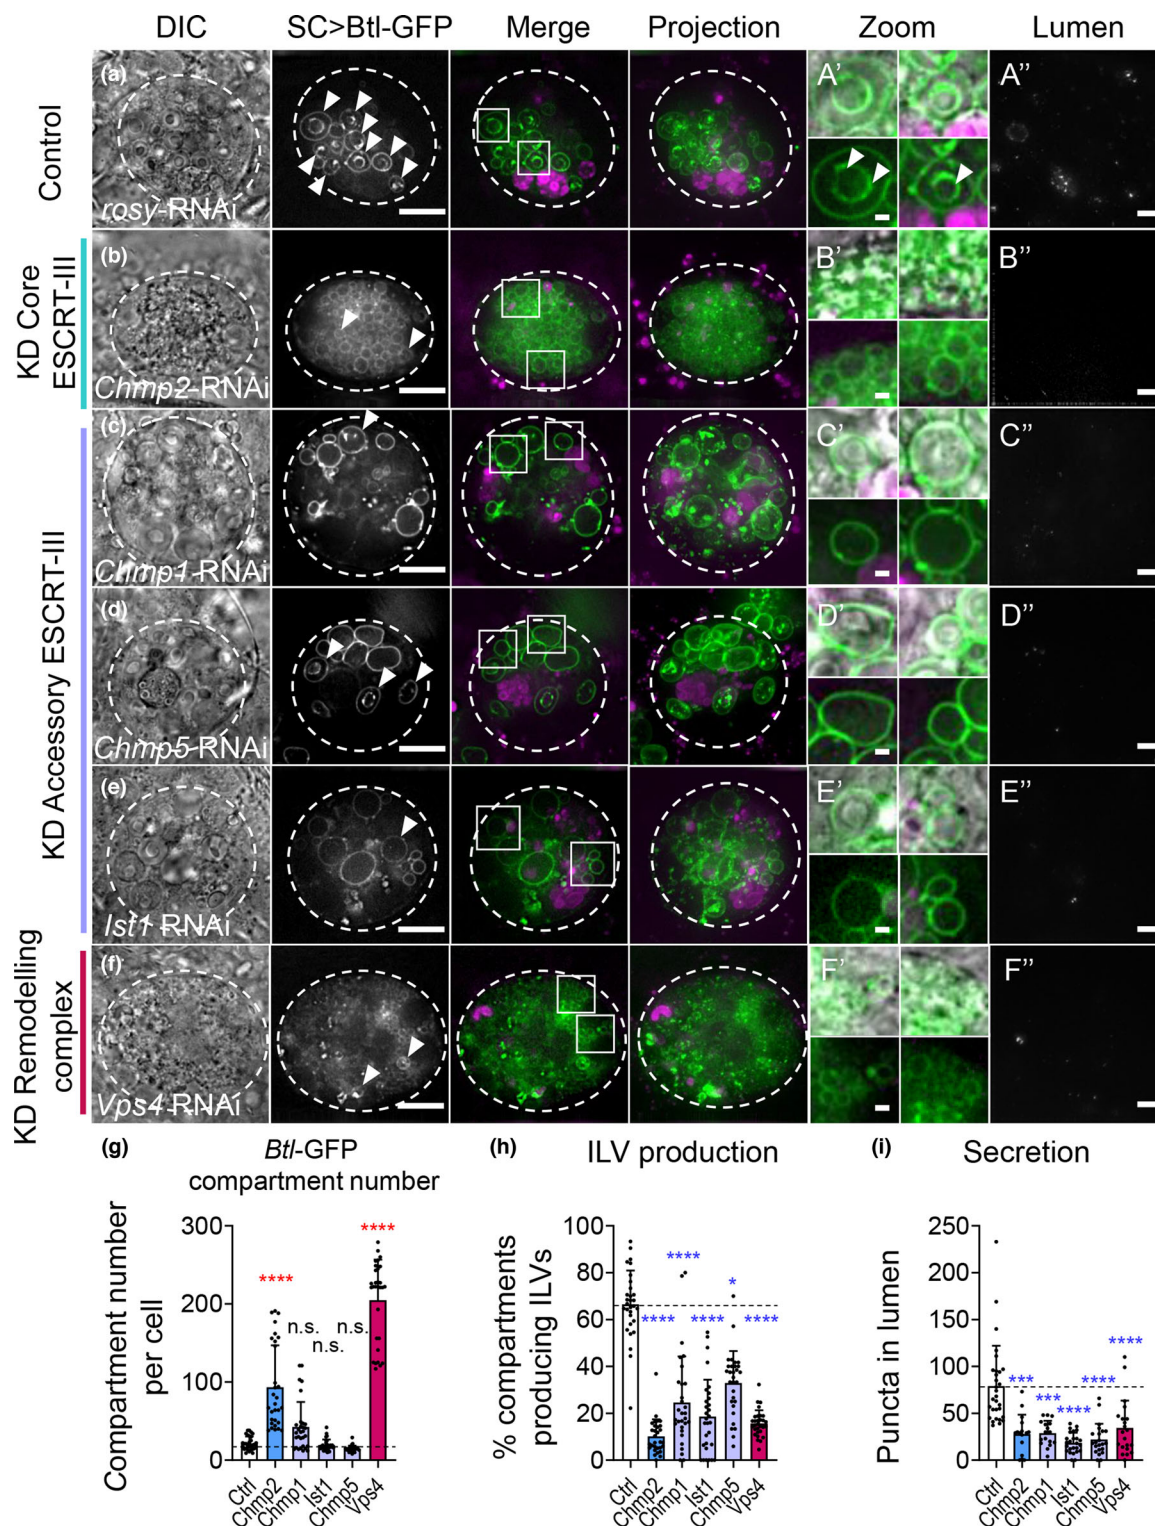 DIC SC>Btl-GFP Merge Projection Zoom Lumen
Control
(a)
rosy-RNAi
A'
A''
KD Core
ESCRT-III
(b)
Chmp2-RNAi
B'
B''
KD Accessory ESCRT-III
(c)
Chmp1-RNAi
C'
C''
(d)
Chmp5-RNAi
D'
D''
(e)
Ist1 RNAi
E'
E''
KD Remodelling
complex
(f)
Vps4-RNAi
F'
F''
(g)
Btl-GFP
compartment number
Compartment number
per cell
300
200
100
0
****
n.s.
n.s.
n.s.
****
Ctrl
Chmp2
Chmp1
Ist1
Chmp5
Vps4
(h)
ILV production
% compartments
producing ILVs
100
80
60
40
20
0
****
****
****
*
****
Ctrl
Chmp2
Chmp1
Ist1
Chmp5
Vps4
(i)
Secretion
Puncta in lumen
250
200
150
100
50
0
***
***
****
****
****
Ctrl
Chmp2
Chmp1
Ist1
Chmp5
Vps4